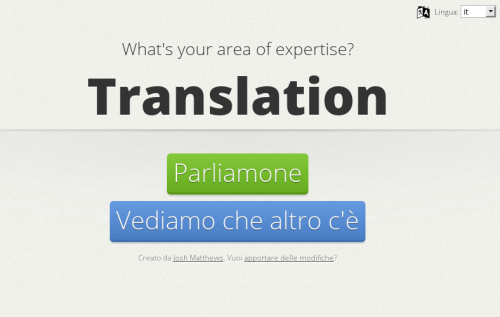 Lingua: it
What's your area of expertise?
Translation
Parliamone
Vediamo che altro c'è
Creato da Josh Matthews. Vuoi apportare delle modifiche?